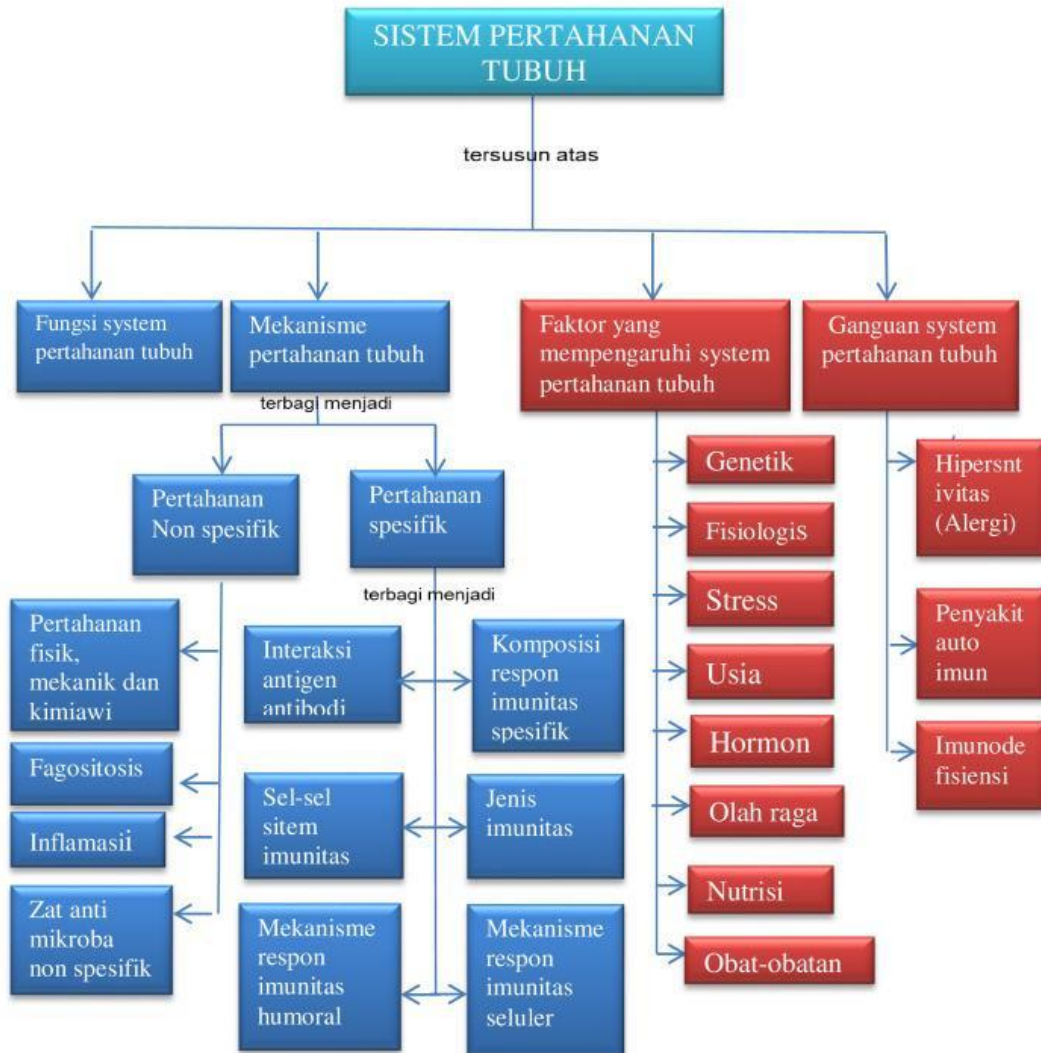 SISTEM PERTAHANAN
TUBUH
tersusun atas
Fungsi system
pertahanan tubuh
Mekanisme
pertahanan tubuh
Faktor yang
mempengaruhi system
pertahanan tubuh
Ganguan system
pertahanan tubuh
terbagi menjadi
Pertahanan
Non spesifik
Pertahanan
spesifik
terbagi menjadi
Pertahanan
fisik,
mekanik dan
kimiawi
Fagositosis
Inflamasii
Zat anti
mikroba
non spesifik
Interaksi
antigen
antibodi
Komposisi
respon
imunitas
spesifik
Sel-sel
sitem
imunitas
Jenis
imunitas
Mekanisme
respon
imunitas
humoral
Mekanisme
respon
imunitas
seluler
Genetik
Fisiologis
Stress
Usia
Hormon
Olah raga
Nutrisi
Obat-obatan
Hipersnt
ivitas
(Alergi)
Penyakit
auto
imun
Imunode
fisiensi